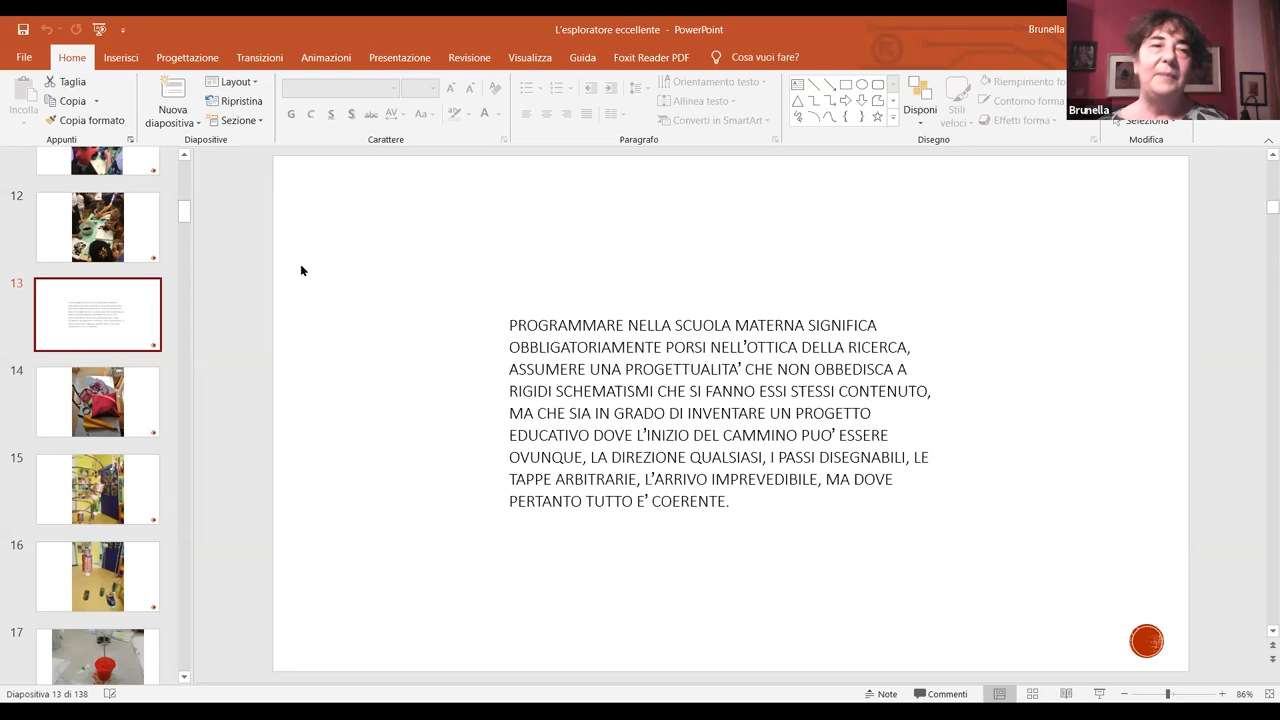 L'esploratore eccellente - PowerPoint
Brunella
File Home Inserisci Progettazione Transizioni Animazioni Presentazione Revisione Visualizza Guida Foxit Reader PDF Cosa vuoi fare?
Incolla
Taglia
Copia
Copia formato
Nuova
diapositiva
Layout
Ripristina
Sezione
G C S S abc AV Aa A
Orientamento testo
Allinea testo
Converti in SmartArt
Disponi
Stili
veloci
Riempimento fo
Contorno forma
Effetti forma
Seleziona
Brunella
Appunti Diapositive Carattere Paragrafo Disegno Modifica
12
13
14
15
16
17
PROGRAMMARE NELLA SCUOLA MATERNA SIGNIFICA
OBBLIGATORIAMENTE PORSI NELL'OTTICA DELLA RICERCA,
ASSUMERE UNA PROGETTUALITA' CHE NON OBBEDISCA A
RIGIDI SCHEMATISMI CHE SI FANNO ESSI STESSI CONTENUTO,
MA CHE SIA IN GRADO DI INVENTARE UN PROGETTO
EDUCATIVO DOVE L'INIZIO DEL CAMMINO PUO' ESSERE
OVUNQUE, LA DIREZIONE QUALSIASI, I PASSI DISEGNABILI, LE
TAPPE ARBITRARIE, L'ARRIVO IMPREVEDIBILE, MA DOVE
PERTANTO TUTTO E' COERENTE.
Diapositiva 13 di 138
Note Commenti 86%